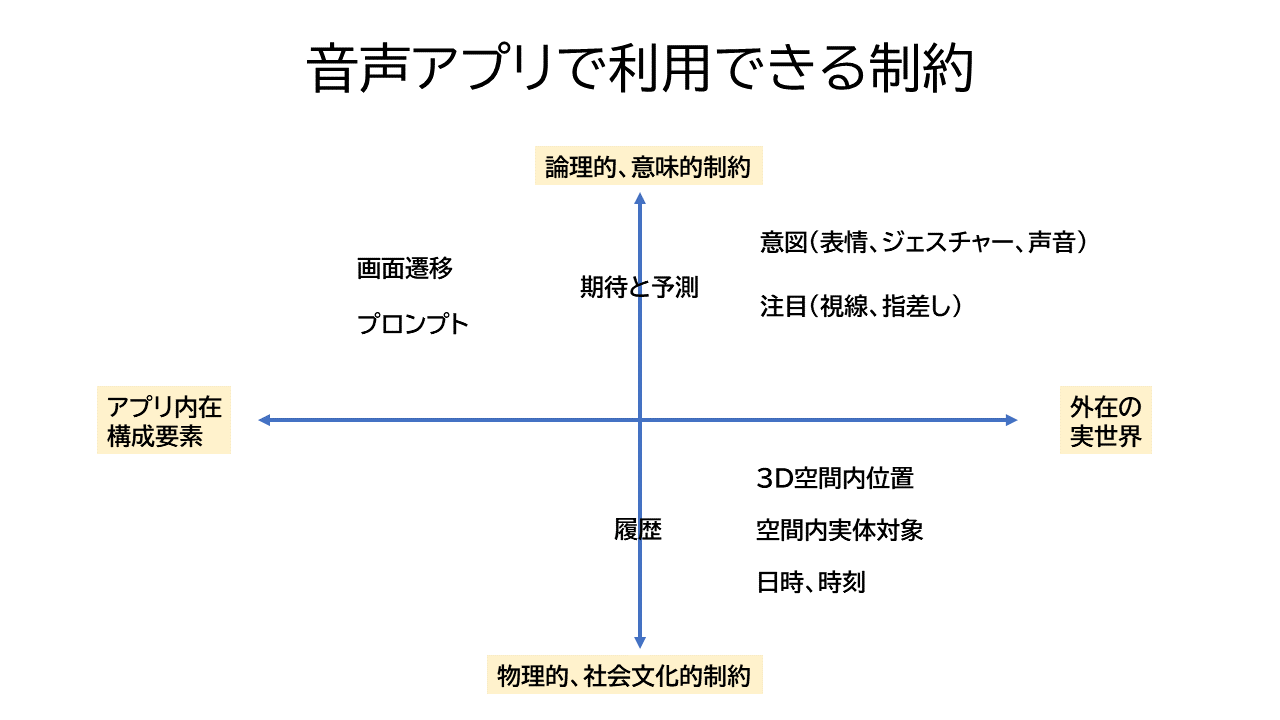 音声アプリで利用できる制約
論理的、意味的制約
意図（表情、ジェスチャー、声音）
画面遷移
期待と予測
注目（視線、指差し）
プロンプト
アプリ内在
構成要素
外在の
実世界
3D空間内位置
履歴
空間内実体対象
日時、時刻
物理的、社会文化的制約